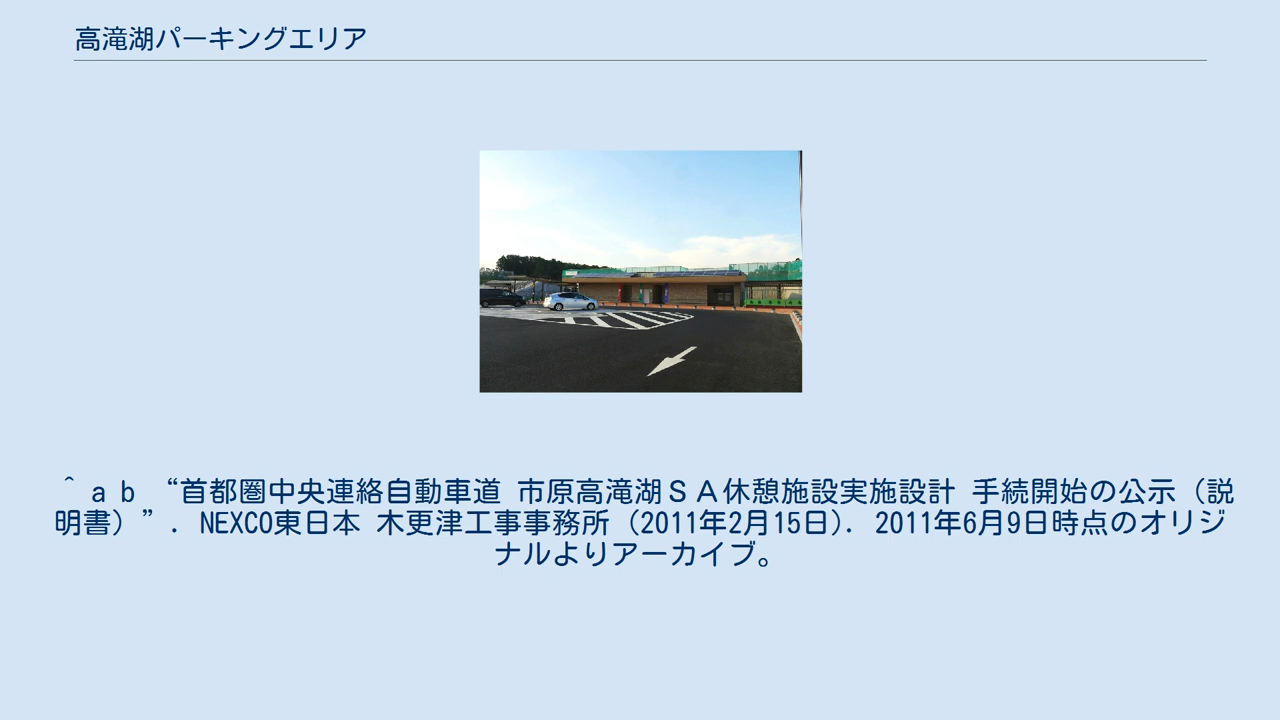 高滝湖パーキングエリア
^ a b “首都圏中央連絡自動車道 市原高滝湖ＳＡ休憩施設実施設計 手続開始の公示（説
明書）”. NEXCO東日本 木更津工事事務所 (2011年2月15日). 2011年6月9日時点のオリジ
ナルよりアーカイブ。